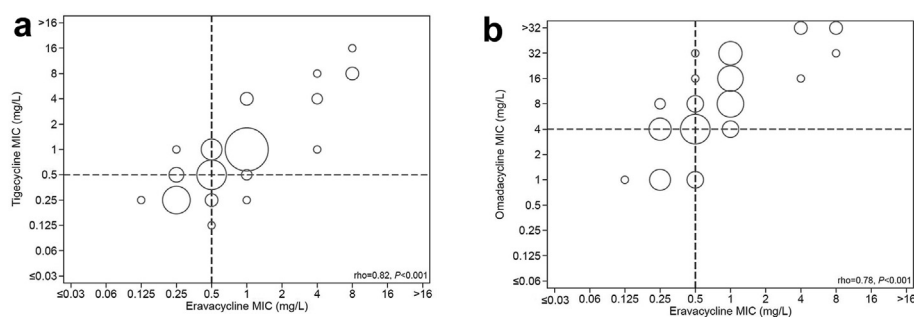 a
Tigecycline MIC (mg/L)
>16
16
8
4
2
1
0.5
0.25
0.125
0.06
≤0.03
rho=0.82, P<0.001
≤0.03 0.06 0.125 0.25 0.5 1 2 4 8 16 >16
Eravacycline MIC (mg/L)
b
Omadacycline MIC (mg/L)
>32
32
16
8
4
2
1
0.5
0.25
0.125
≤0.06
rho=0.78, P<0.001
≤0.03 0.06 0.125 0.25 0.5 1 2 4 8 16 >16
Eravacycline MIC (mg/L)